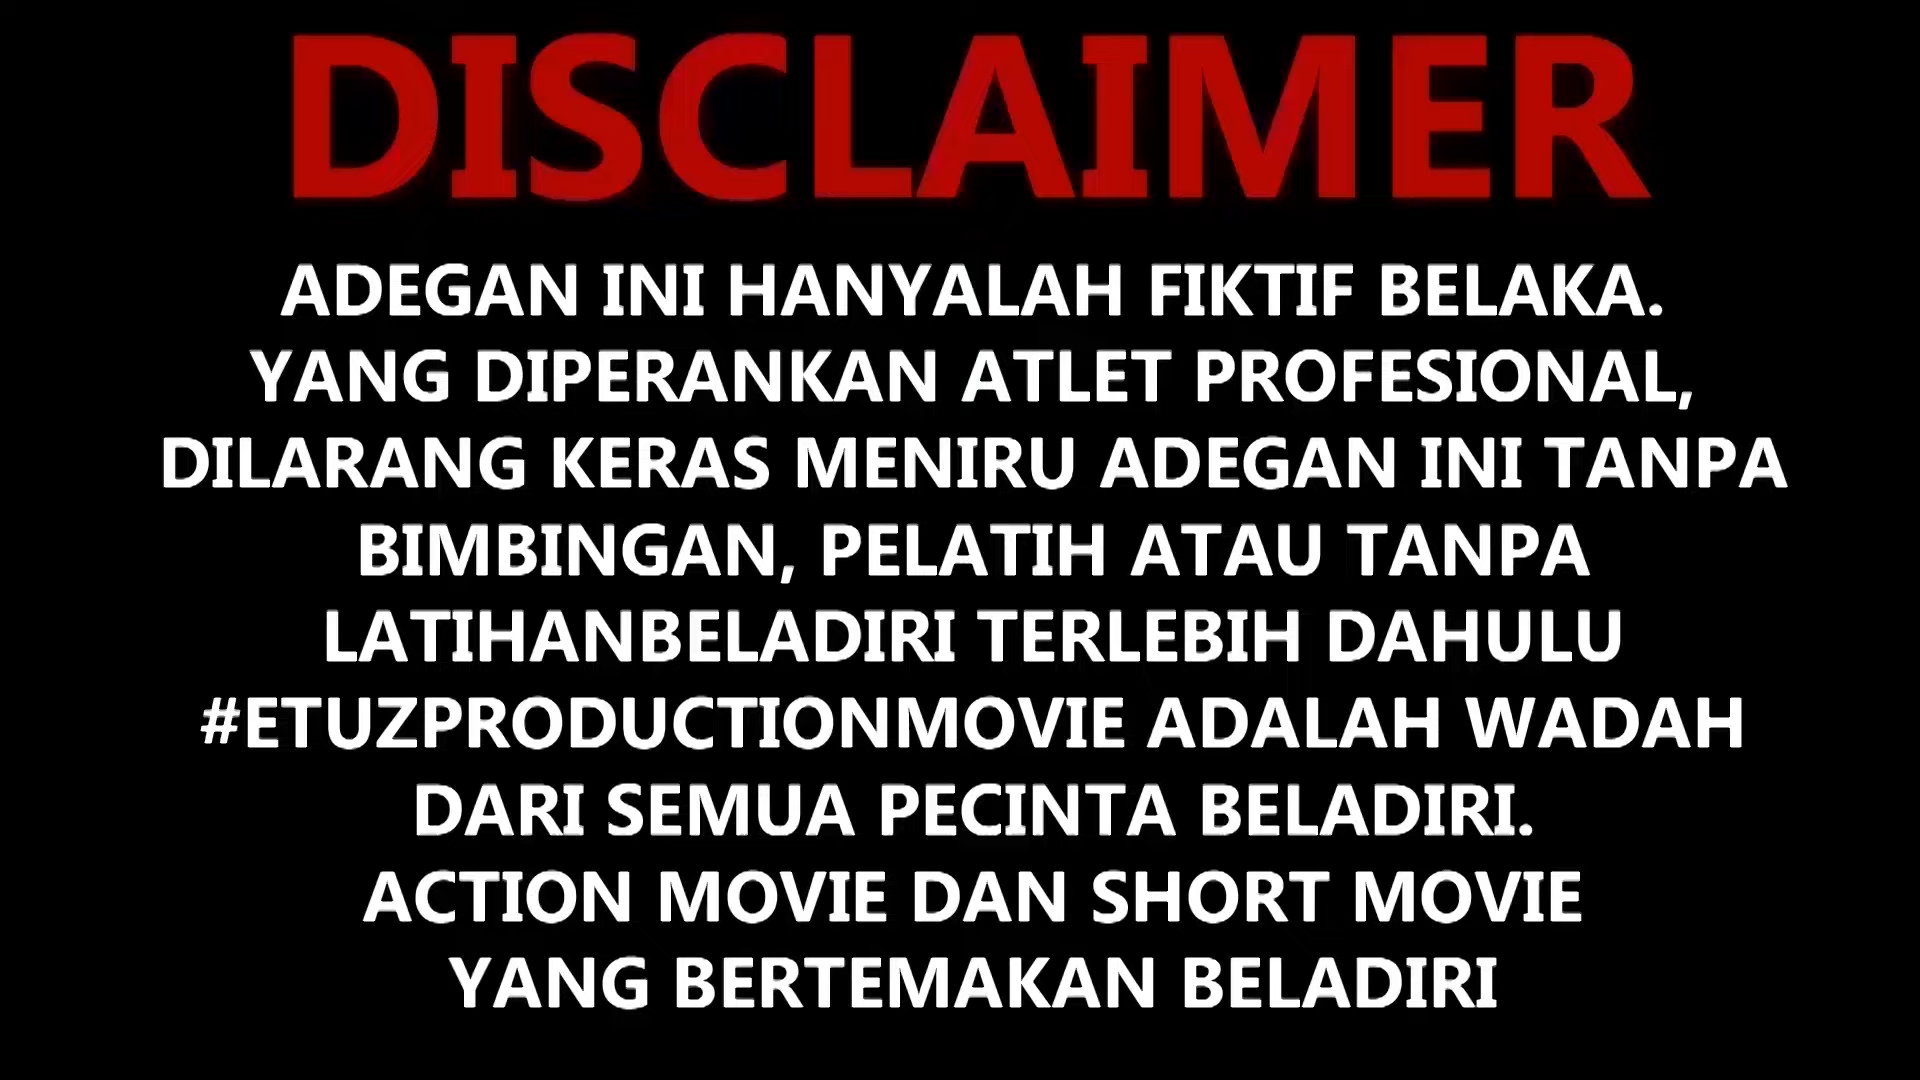 DISCLAIMER
ADEGAN INI HANYALAH FIKTIF BELAKA.
YANG DIPERANKAN ATLET PROFESIONAL,
DILARANG KERAS MENIRU ADEGAN INI TANPA
BIMBINGAN, PELATIH ATAU TANPA
LATIHANBELADIRI TERLEBIH DAHULU
#ETUZPRODUCTIONMOVIE ADALAH WADAH
DARI SEMUA PECINTA BELADIRI.
ACTION MOVIE DAN SHORT MOVIE
YANG BERTEMAKAN BELADIRI